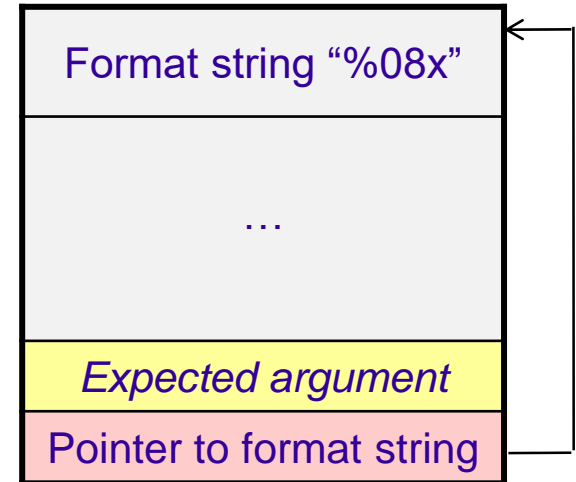 Format string “%08x”
…
Expected argument
Pointer to format string